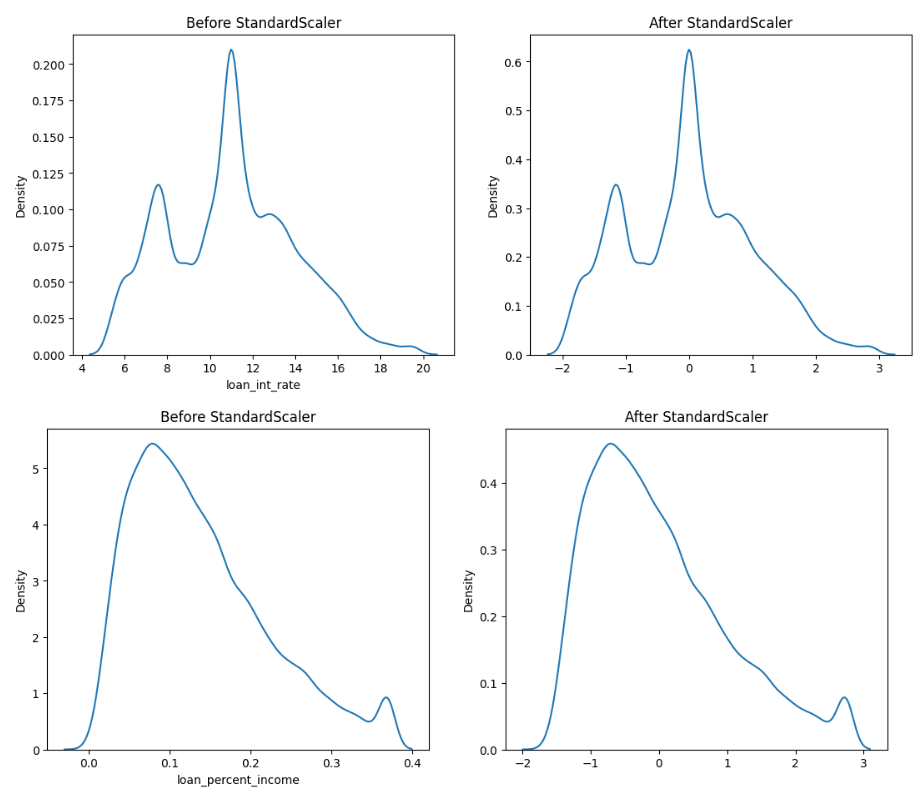 Before StandardScaler
After StandardScaler
Density
0.200
0.175
0.150
0.125
0.100
0.075
0.050
0.025
0.000
4 6 8 10 12 14 16 18 20
loan_int_rate
Density
0.6
0.5
0.4
0.3
0.2
0.1
0.0
−2 −1 0 1 2 3
Before StandardScaler
After StandardScaler
Density
5
4
3
2
1
0
0.0 0.1 0.2 0.3 0.4
loan_percent_income
Density
0.4
0.3
0.2
0.1
0.0
−2 −1 0 1 2 3